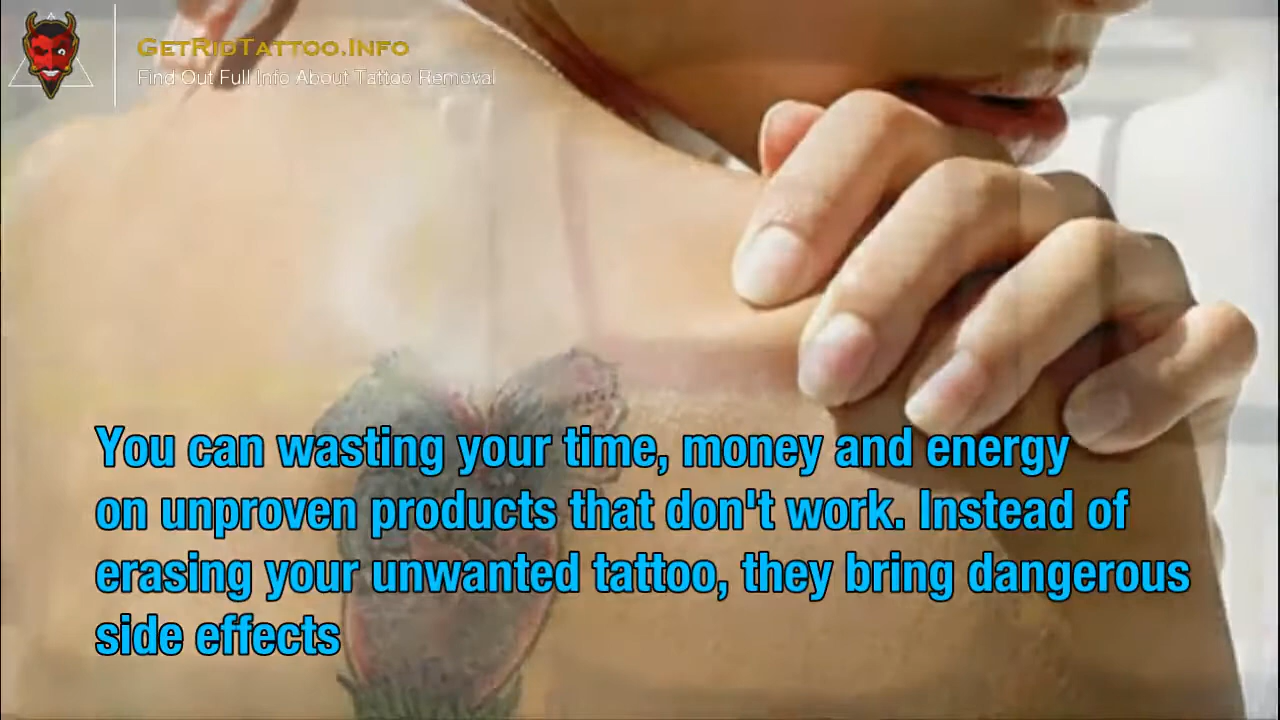 GetRidTattoo.Info
Find Out Full Info About Tattoo Removal
You can wasting your time, money and energy
on unproven products that don't work. Instead of
erasing your unwanted tattoo, they bring dangerous
side effects